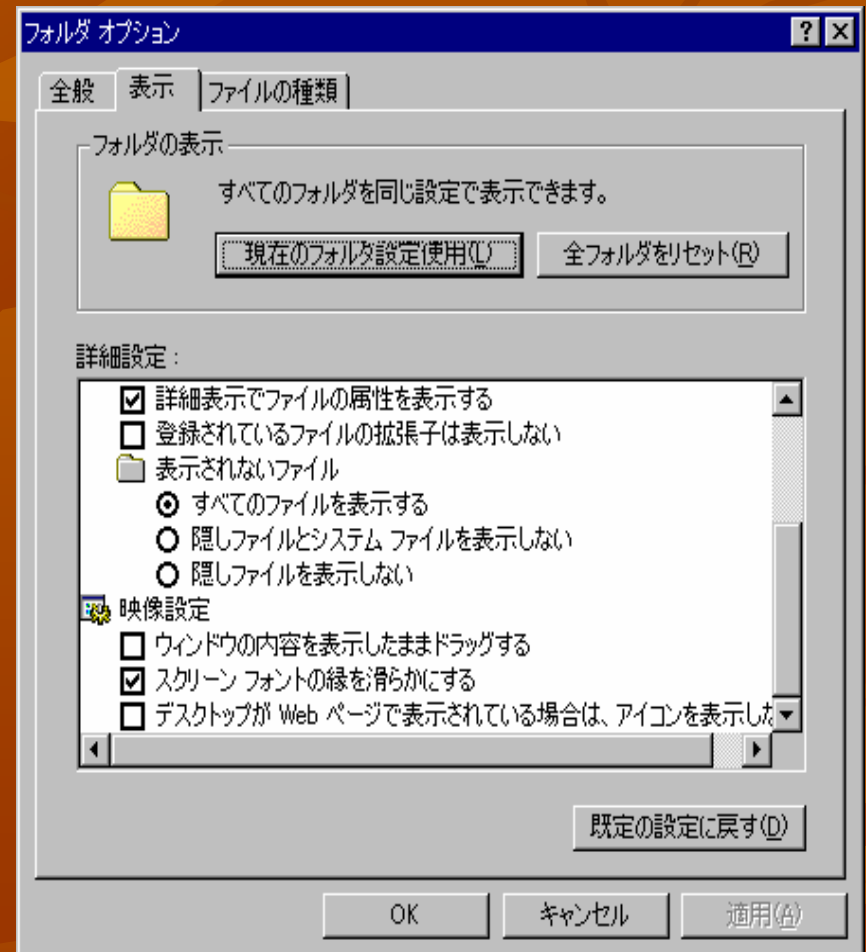 フォルダ オプション
全般 表示 ファイルの種類
フォルダの表示
すべてのフォルダを同じ設定で表示できます。
現在のフォルダ設定使用(L) 全フォルダをリセット(R)
詳細設定:
詳細表示でファイルの属性を表示する
登録されているファイルの拡張子は表示しない
表示されないファイル
すべてのファイルを表示する
隠しファイルとシステム ファイルを表示しない
隠しファイルを表示しない
映像設定
ウィンドウの内容を表示したままドラッグする
スクリーン フォントの縁を滑らかにする
デスクトップが Web ページで表示されている場合は、アイコンを表示した
既定の設定に戻す(D)
OK キャンセル 適用(A)